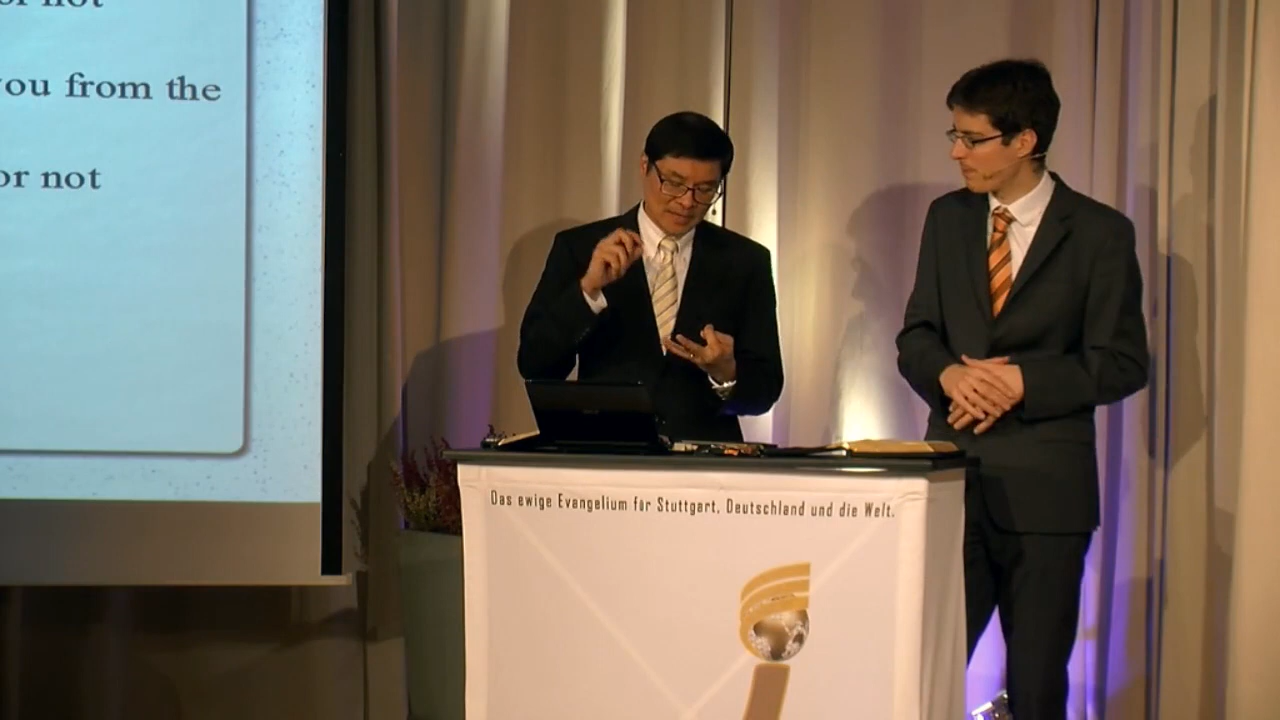 or not
you from the
or not
Das ewige Evangelium für Stuttgart, Deutschland und die Welt.